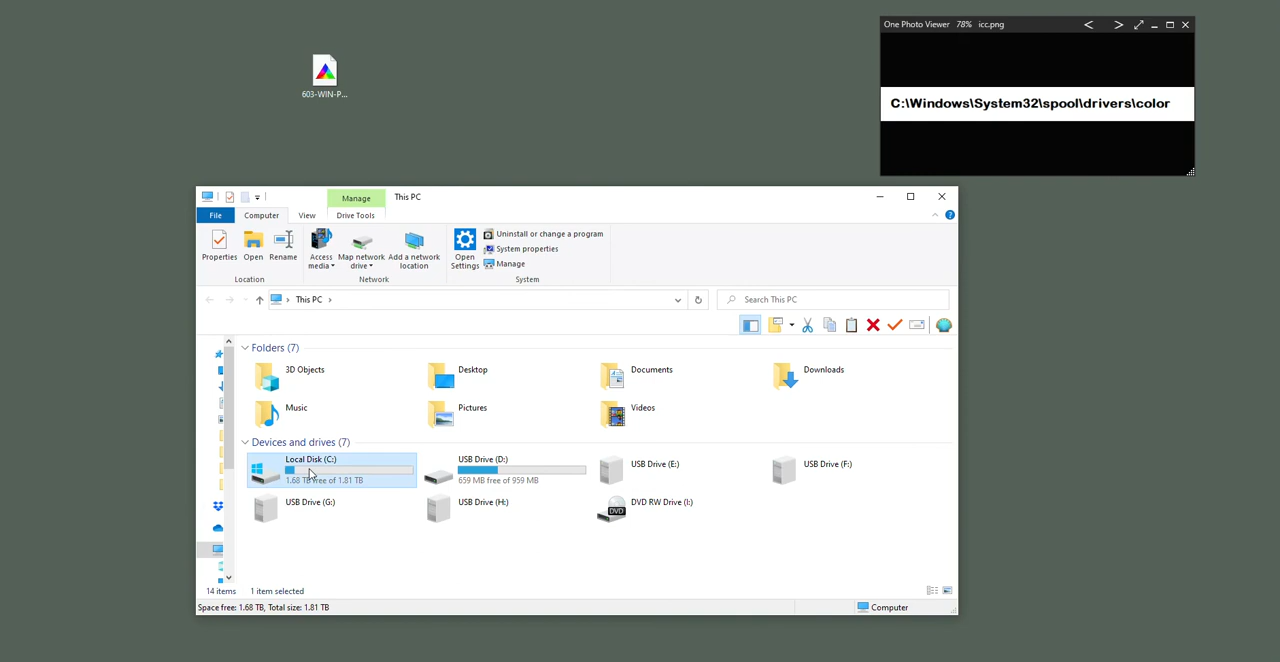 One Photo Viewer 78% icc.png
603-WIN-P...
C:\Windows\System32\spool\drivers\color
Manage This PC
File Computer View Drive Tools
Properties Open Rename Access media Map network drive Add a network location Open Settings
Uninstall or change a program
System properties
Manage
Location Network System
This PC
Search This PC
Folders (7)
3D Objects Desktop Documents Downloads
Music Pictures Videos
Devices and drives (7)
Local Disk (C:)
1.68 TB free of 1.81 TB
USB Drive (D:)
659 MB free of 959 MB
USB Drive (E:)
USB Drive (F:)
USB Drive (G:)
USB Drive (H:)
DVD RW Drive (I:)
DVD
14 items 1 item selected
Space free: 1.68 TB, Total size: 1.81 TB Computer